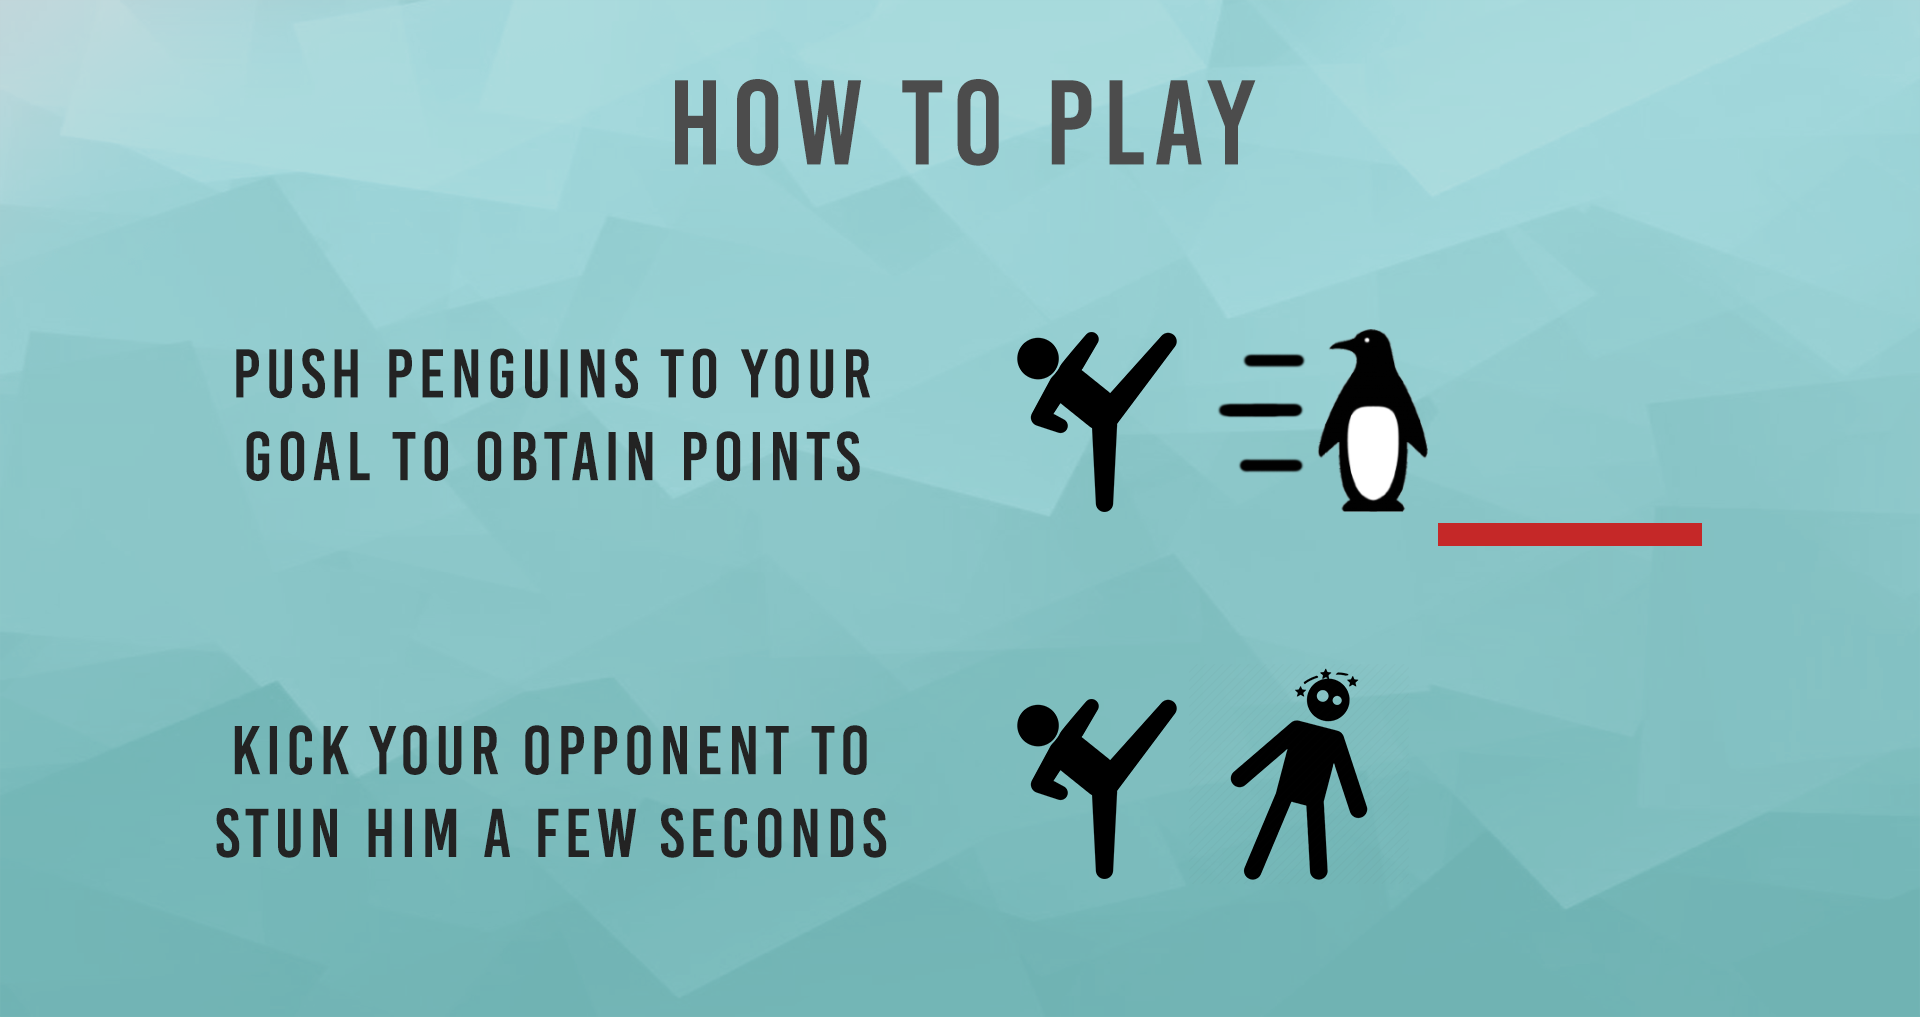 HOW TO PLAY
PUSH PENGUINS TO YOUR
GOAL TO OBTAIN POINTS
KICK YOUR OPPONENT TO
STUN HIM A FEW SECONDS